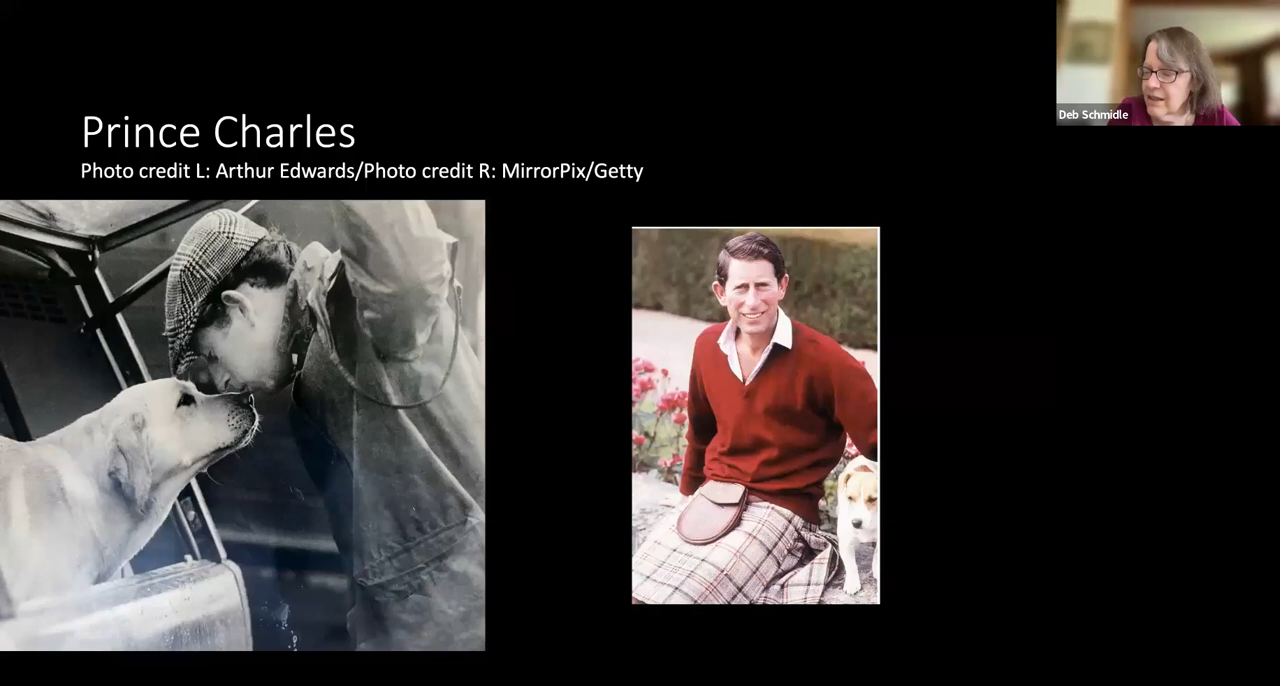 Prince Charles
Photo credit L: Arthur Edwards/Photo credit R: MirrorPix/Getty
Deb Schmidle